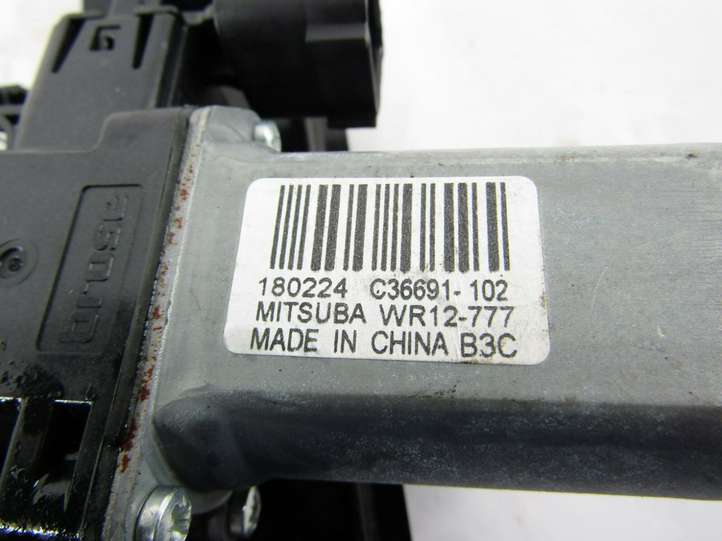 180224 C36691-102
MITSUBA WR12-777
MADE IN CHINA B3C